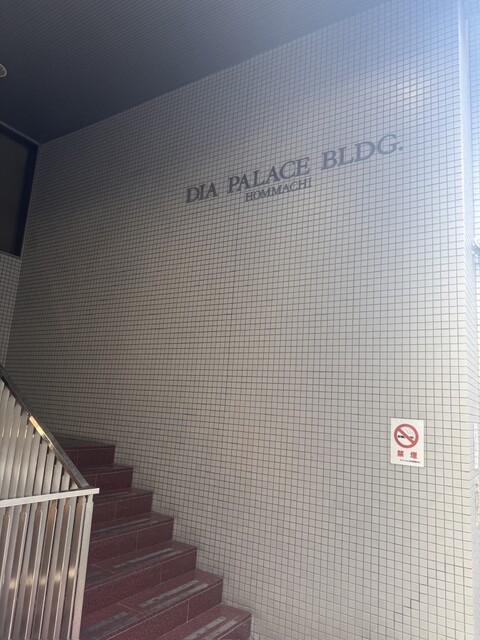 DIA PALACE BLDG.
HOMMACHI
禁煙